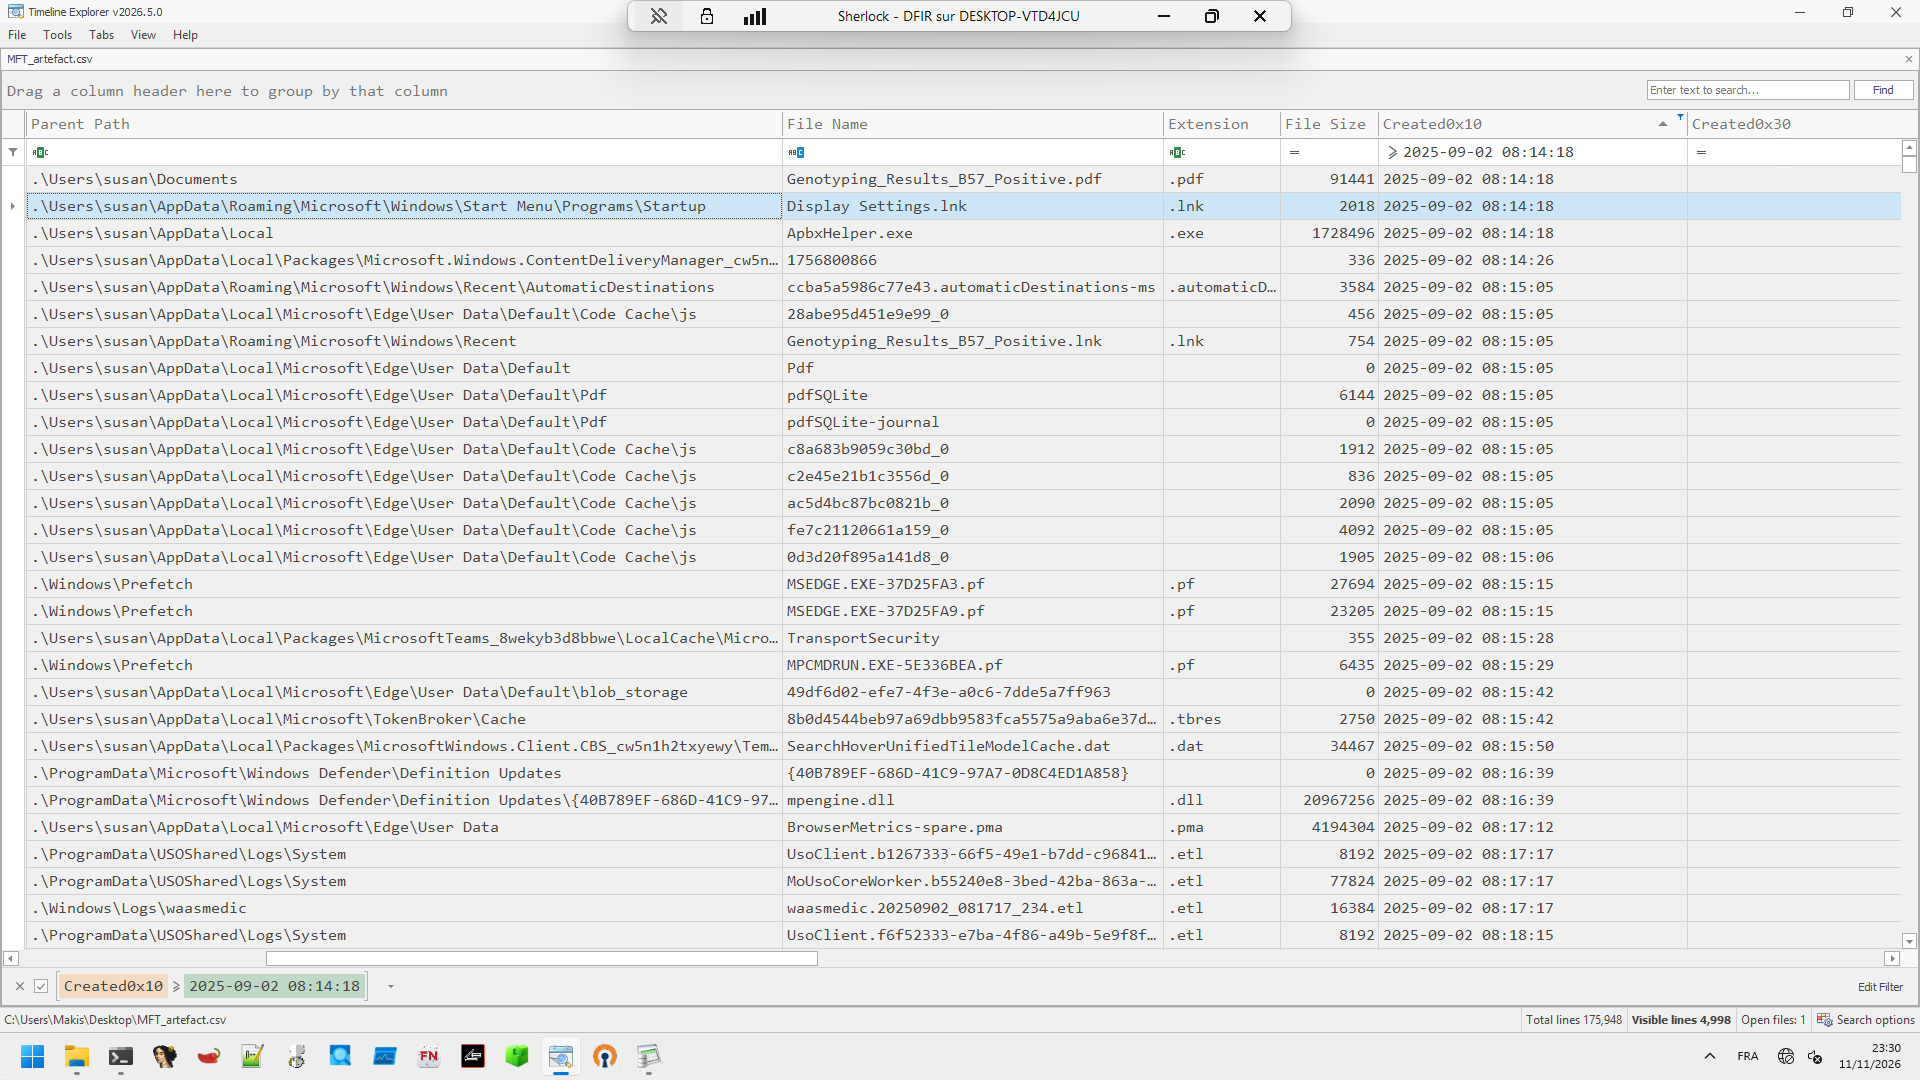 Timeline Explorer v2026.5.0
Sherlock - DFIR sur DESKTOP-VTD4JCU
File Tools Tabs View Help
MFT_artefact.csv
Drag a column header here to group by that column
Enter text to search... Find
Parent Path File Name Extension File Size Created0x10 Created0x30
= ⩾ 2025-09-02 08:14:18 =
.\Users\susan\Documents Genotyping_Results_B57_Positive.pdf .pdf 91441 2025-09-02 08:14:18
.\Users\susan\AppData\Roaming\Microsoft\Windows\Start Menu\Programs\Startup Display Settings.lnk .lnk 2018 2025-09-02 08:14:18
.\Users\susan\AppData\Local ApbxHelper.exe .exe 1728496 2025-09-02 08:14:18
.\Users\susan\AppData\Local\Packages\Microsoft.Windows.ContentDeliveryManager_cw5n… 1756800866 336 2025-09-02 08:14:26
.\Users\susan\AppData\Roaming\Microsoft\Windows\Recent\AutomaticDestinations ccba5a5986c77e43.automaticDestinations-ms .automaticD… 3584 2025-09-02 08:15:05
.\Users\susan\AppData\Local\Microsoft\Edge\User Data\Default\Code Cache\js 28abe95d451e9e99_0 456 2025-09-02 08:15:05
.\Users\susan\AppData\Roaming\Microsoft\Windows\Recent Genotyping_Results_B57_Positive.lnk .lnk 754 2025-09-02 08:15:05
.\Users\susan\AppData\Local\Microsoft\Edge\User Data\Default Pdf 0 2025-09-02 08:15:05
.\Users\susan\AppData\Local\Microsoft\Edge\User Data\Default\Pdf pdfSQLite 6144 2025-09-02 08:15:05
.\Users\susan\AppData\Local\Microsoft\Edge\User Data\Default\Pdf pdfSQLite-journal 0 2025-09-02 08:15:05
.\Users\susan\AppData\Local\Microsoft\Edge\User Data\Default\Code Cache\js c8a683b9059c30bd_0 1912 2025-09-02 08:15:05
.\Users\susan\AppData\Local\Microsoft\Edge\User Data\Default\Code Cache\js c2e45e21b1c3556d_0 836 2025-09-02 08:15:05
.\Users\susan\AppData\Local\Microsoft\Edge\User Data\Default\Code Cache\js ac5d4bc87bc0821b_0 2090 2025-09-02 08:15:05
.\Users\susan\AppData\Local\Microsoft\Edge\User Data\Default\Code Cache\js fe7c21120661a159_0 4092 2025-09-02 08:15:05
.\Users\susan\AppData\Local\Microsoft\Edge\User Data\Default\Code Cache\js 0d3d20f895a141d8_0 1905 2025-09-02 08:15:06
.\Windows\Prefetch MSEDGE.EXE-37D25FA3.pf .pf 27694 2025-09-02 08:15:15
.\Windows\Prefetch MSEDGE.EXE-37D25FA9.pf .pf 23205 2025-09-02 08:15:15
.\Users\susan\AppData\Local\Packages\MicrosoftTeams_8wekyb3d8bbwe\LocalCache\Micro… TransportSecurity 355 2025-09-02 08:15:28
.\Windows\Prefetch MPCMDRUN.EXE-5E336BEA.pf .pf 6435 2025-09-02 08:15:29
.\Users\susan\AppData\Local\Microsoft\Edge\User Data\Default\blob_storage 49df6d02-efe7-4f3e-a0c6-7dde5a7ff963 0 2025-09-02 08:15:42
.\Users\susan\AppData\Local\Microsoft\TokenBroker\Cache 8b0d4544beb97a69dbb9583fca5575a9aba6e37d… .tbres 2750 2025-09-02 08:15:42
.\Users\susan\AppData\Local\Packages\MicrosoftWindows.Client.CBS_cw5n1h2txyewy\Tem… SearchHoverUnifiedTileModelCache.dat .dat 34467 2025-09-02 08:15:50
.\ProgramData\Microsoft\Windows Defender\Definition Updates {40B789EF-686D-41C9-97A7-0D8C4ED1A858} 0 2025-09-02 08:16:39
.\ProgramData\Microsoft\Windows Defender\Definition Updates\{40B789EF-686D-41C9-97… mpengine.dll .dll 20967256 2025-09-02 08:16:39
.\Users\susan\AppData\Local\Microsoft\Edge\User Data BrowserMetrics-spare.pma .pma 4194304 2025-09-02 08:17:12
.\ProgramData\USOShared\Logs\System UsoClient.b1267333-66f5-49e1-b7dd-c96841… .etl 8192 2025-09-02 08:17:17
.\ProgramData\USOShared\Logs\System MoUsoCoreWorker.b55240e8-3bed-42ba-863a-… .etl 77824 2025-09-02 08:17:17
.\Windows\Logs\waasmedic waasmedic.20250902_081717_234.etl .etl 16384 2025-09-02 08:17:17
.\ProgramData\USOShared\Logs\System UsoClient.f6f52333-e7ba-4f86-a49b-5e9f8f… .etl 8192 2025-09-02 08:18:15
Created0x10 ⩾ 2025-09-02 08:14:18 Edit Filter
C:\Users\Makis\Desktop\MFT_artefact.csv Total lines 175,948 Visible lines 4,998 Open files: 1 Search options
FN FRA 23:30
11/11/2026